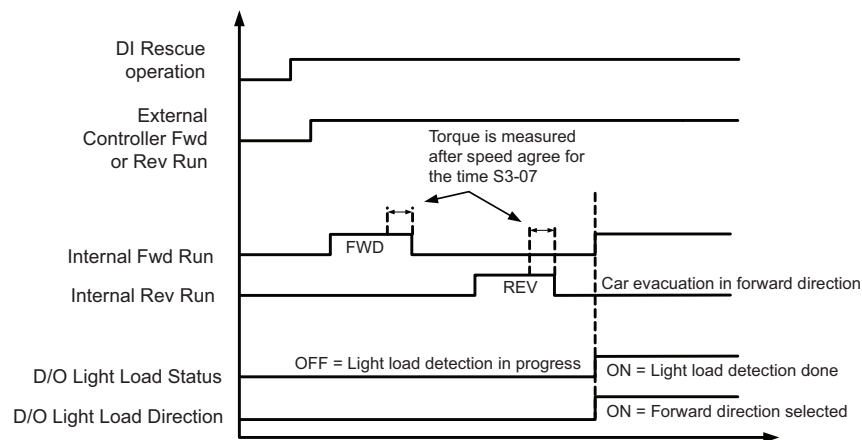 DI Rescue
operation
External
Controller Fwd
or Rev Run
Torque is measured
after speed agree for
the time S3-07
FWD
Internal Fwd Run
REV
Internal Rev Run
Car evacuation in forward direction
OFF = Light load detection in progress
ON = Light load detection done
D/O Light Load Status
ON = Forward direction selected
D/O Light Load Direction